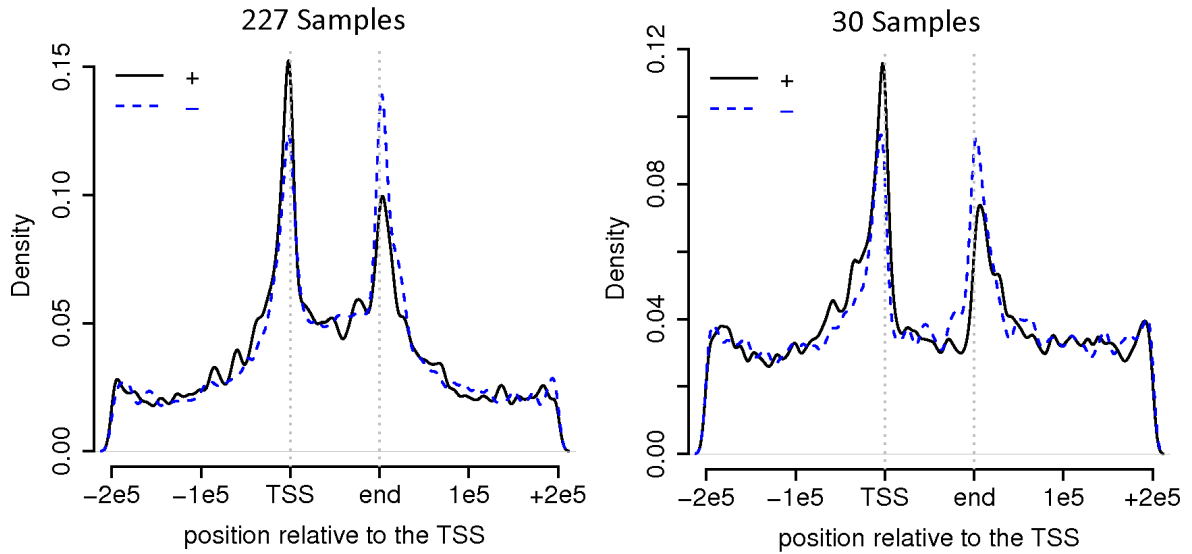 227 Samples
Density
0.00
0.05
0.10
0.15
+
–
−2e5
−1e5
TSS
end
1e5
+2e5
position relative to the TSS
30 Samples
Density
0.00
0.04
0.08
0.12
+
–
−2e5
−1e5
TSS
end
1e5
+2e5
position relative to the TSS